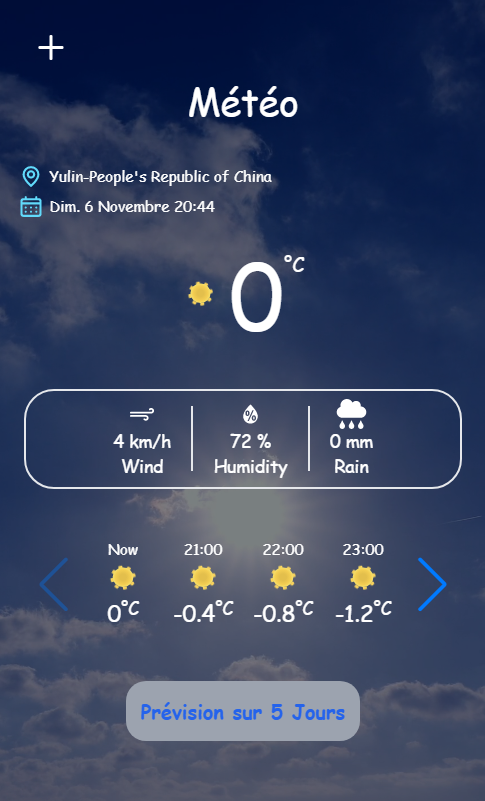 Météo
Yulin-People's Republic of China
Dim. 6 Novembre 20:44
0°C
4 km/h 72 % 0 mm
Wind Humidity Rain
Now 21:00 22:00 23:00
0°C -0.4°C -0.8°C -1.2°C
Prévision sur 5 Jours